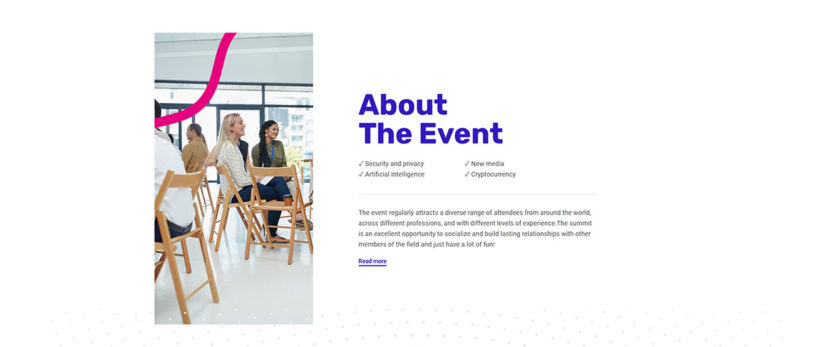 About
The Event
✓ Security and privacy ✓ New media
✓ Artificial intelligence ✓ Cryptocurrency
The event regularly attracts a diverse range of attendees from around the world,
across different professions, and with different levels of experience.The summit
is an excellent opportunity to socialize and build lasting relationships with other
members of the field and just have a lot of fun!
Read more